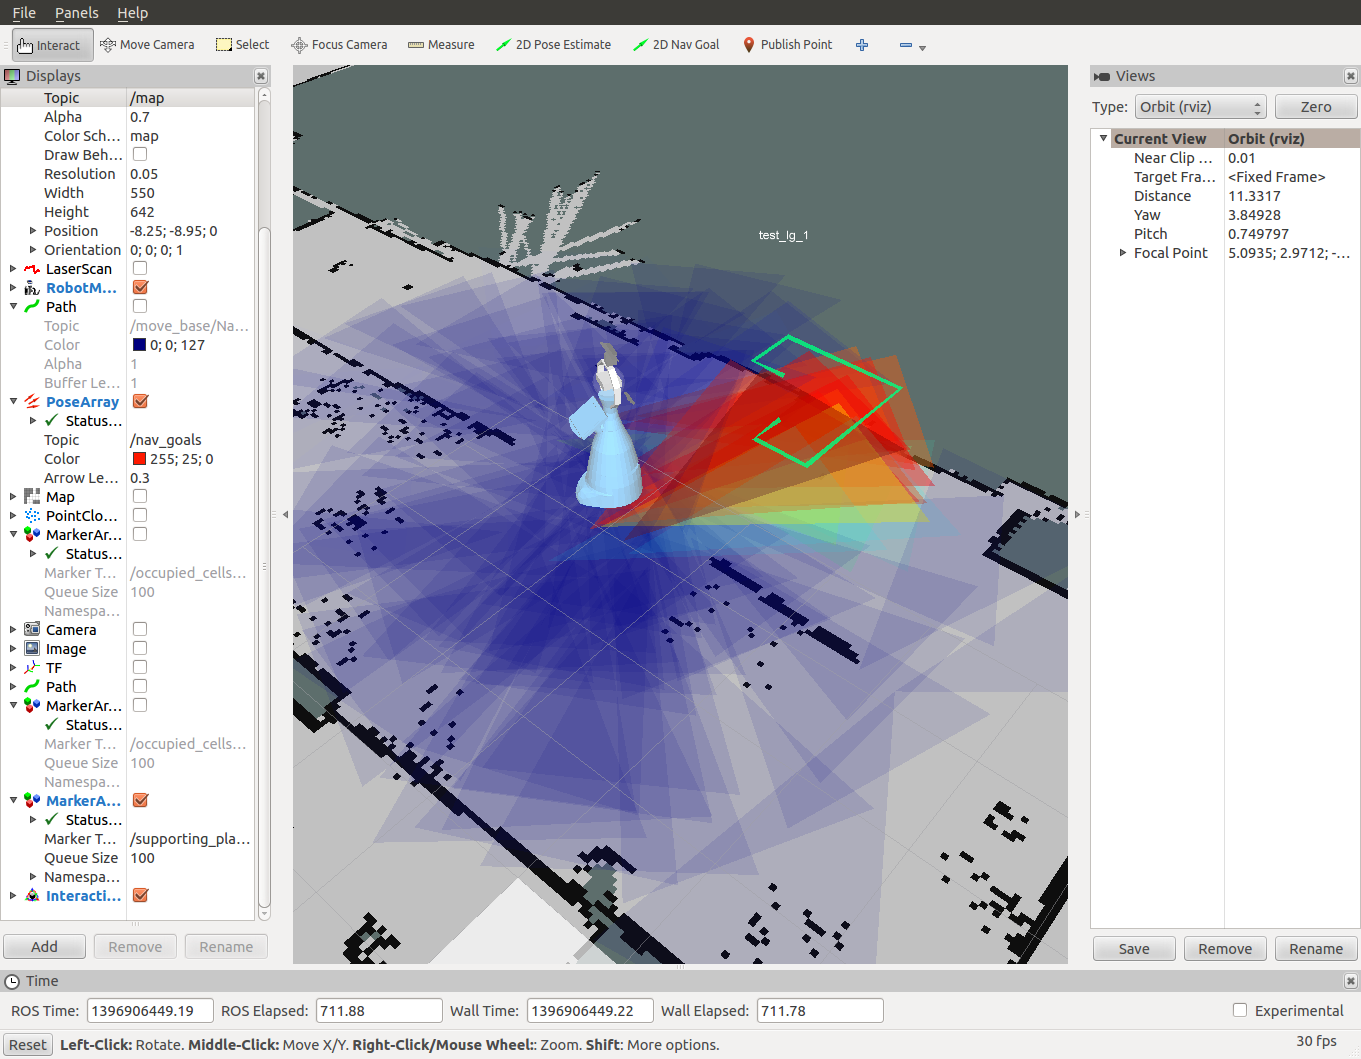 File Panels Help
Interact Move Camera Select Focus Camera Measure 2D Pose Estimate 2D Nav Goal Publish Point
Displays
Topic /map
Alpha 0.7
Color Sch... map
Draw Beh...
Resolution 0.05
Width 550
Height 642
Position -8.25; -8.95; 0
Orientation 0; 0; 0; 1
LaserScan
RobotM...
Path
Topic /move_base/Na...
Color 0; 0; 127
Alpha 1
Buffer Le... 1
PoseArray
Status...
Topic /nav_goals
Color 255; 25; 0
Arrow Le... 0.3
Map
PointClo...
MarkerAr...
Status...
Marker T... /occupied_cells...
Queue Size 100
Namespa...
Camera
Image
TF
Path
MarkerAr...
Status...
Marker T... /occupied_cells...
Queue Size 100
Namespa...
MarkerA...
Status...
Marker T... /supporting_pla...
Queue Size 100
Namespa...
Interacti...
Add Remove Rename
test_lg_1
Views
Type: Orbit (rviz) Zero
Current View Orbit (rviz)
Near Clip ... 0.01
Target Fra... <Fixed Frame>
Distance 11.3317
Yaw 3.84928
Pitch 0.749797
Focal Point 5.0935; 2.9712; -...
Save Remove Rename
Time
ROS Time: 1396906449.19 ROS Elapsed: 711.88 Wall Time: 1396906449.22 Wall Elapsed: 711.78 Experimental
Reset Left-Click: Rotate. Middle-Click: Move X/Y. Right-Click/Mouse Wheel:: Zoom. Shift: More options. 30 fps